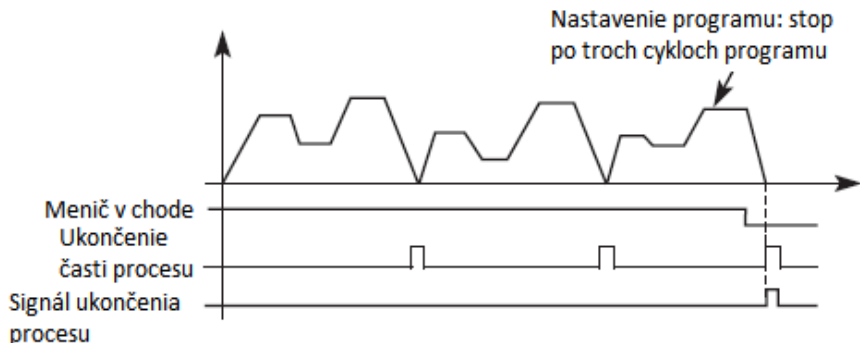 Nastavenie programu: stop
po troch cykloch programu
Menič v chode
Ukončenie
časti procesu
Signál ukončenia
procesu